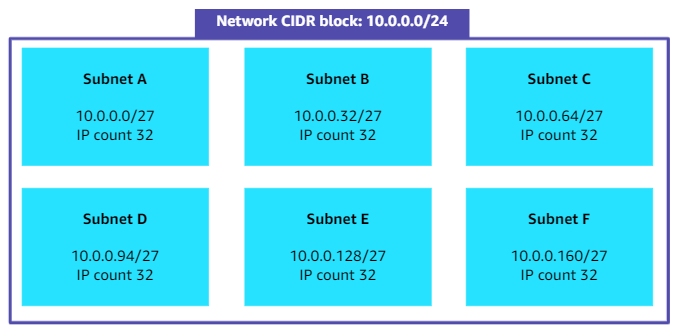 Network CIDR block: 10.0.0.0/24
Subnet A
10.0.0.0/27
IP count 32
Subnet B
10.0.0.32/27
IP count 32
Subnet C
10.0.0.64/27
IP count 32
Subnet D
10.0.0.94/27
IP count 32
Subnet E
10.0.0.128/27
IP count 32
Subnet F
10.0.0.160/27
IP count 32